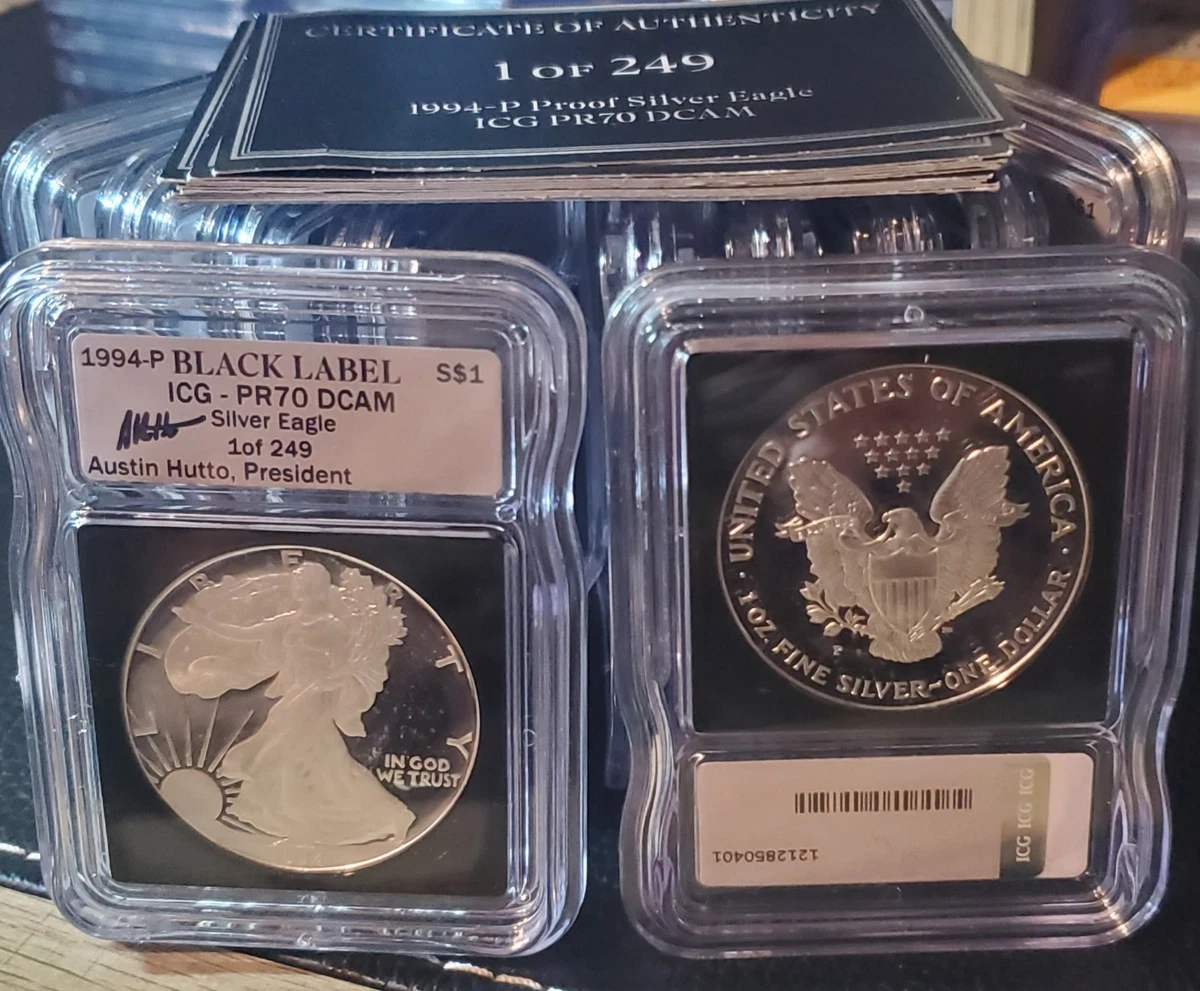 CERTIFICATE OF AUTHENTICITY
1 OF 249
1994-P Proof Silver Eagle
ICG PR70 DCAM
$1
1994-P BLACK LABEL S$1
ICG - PR70 DCAM
Silver Eagle
1of 249
Austin Hutto, President
LIBERTY
IN GOD
WE TRUST
UNITED STATES OF AMERICA
1 OZ. FINE SILVER~ONE DOLLAR
P
1212850401
ICG ICG ICG